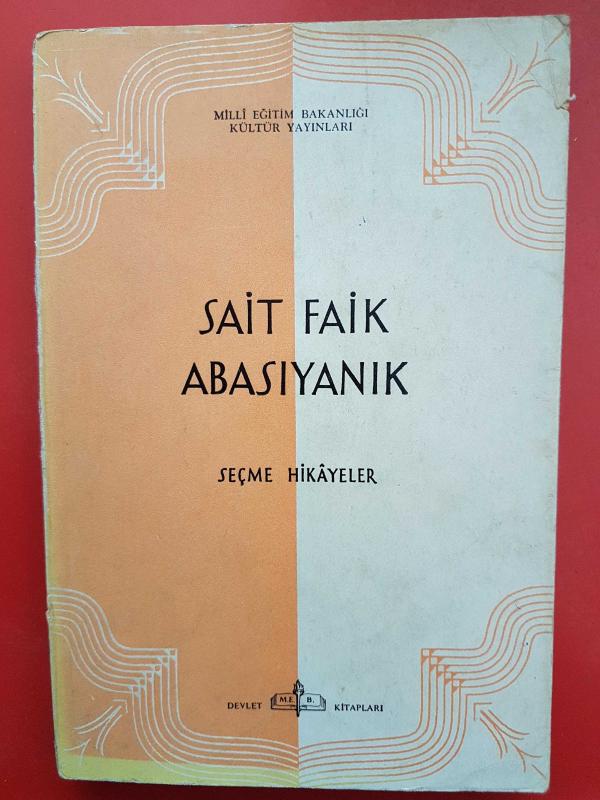 MİLLÎ EĞİTİM BAKANLIĞI
KÜLTÜR YAYINLARI
SAİT FAİK
ABASIYANIK
SEÇME HİKÂYELER
DEVLET M.E. B. KİTAPLARI